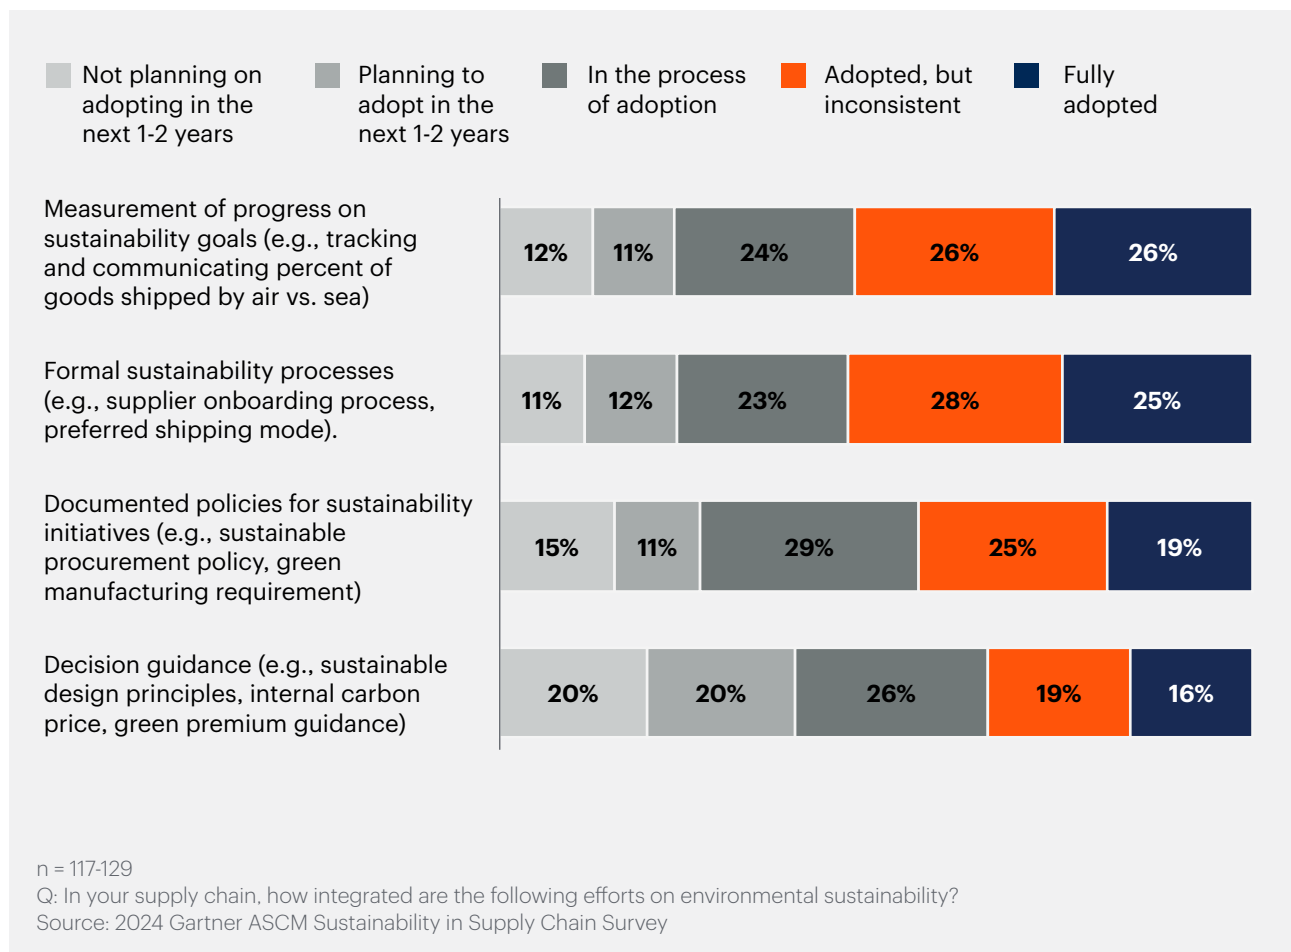 Not planning on
adopting in the
next 1-2 years
Planning to
adopt in the
next 1-2 years
In the process
of adoption
Adopted, but
inconsistent
Fully
adopted
Measurement of progress on
sustainability goals (e.g., tracking
and communicating percent of
goods shipped by air vs. sea)
12% 11% 24% 26% 26%
Formal sustainability processes
(e.g., supplier onboarding process,
preferred shipping mode).
11% 12% 23% 28% 25%
Documented policies for sustainability
initiatives (e.g., sustainable
procurement policy, green
manufacturing requirement)
15% 11% 29% 25% 19%
Decision guidance (e.g., sustainable
design principles, internal carbon
price, green premium guidance)
20% 20% 26% 19% 16%
n = 117-129
Q: In your supply chain, how integrated are the following efforts on environmental sustainability?
Source: 2024 Gartner ASCM Sustainability in Supply Chain Survey